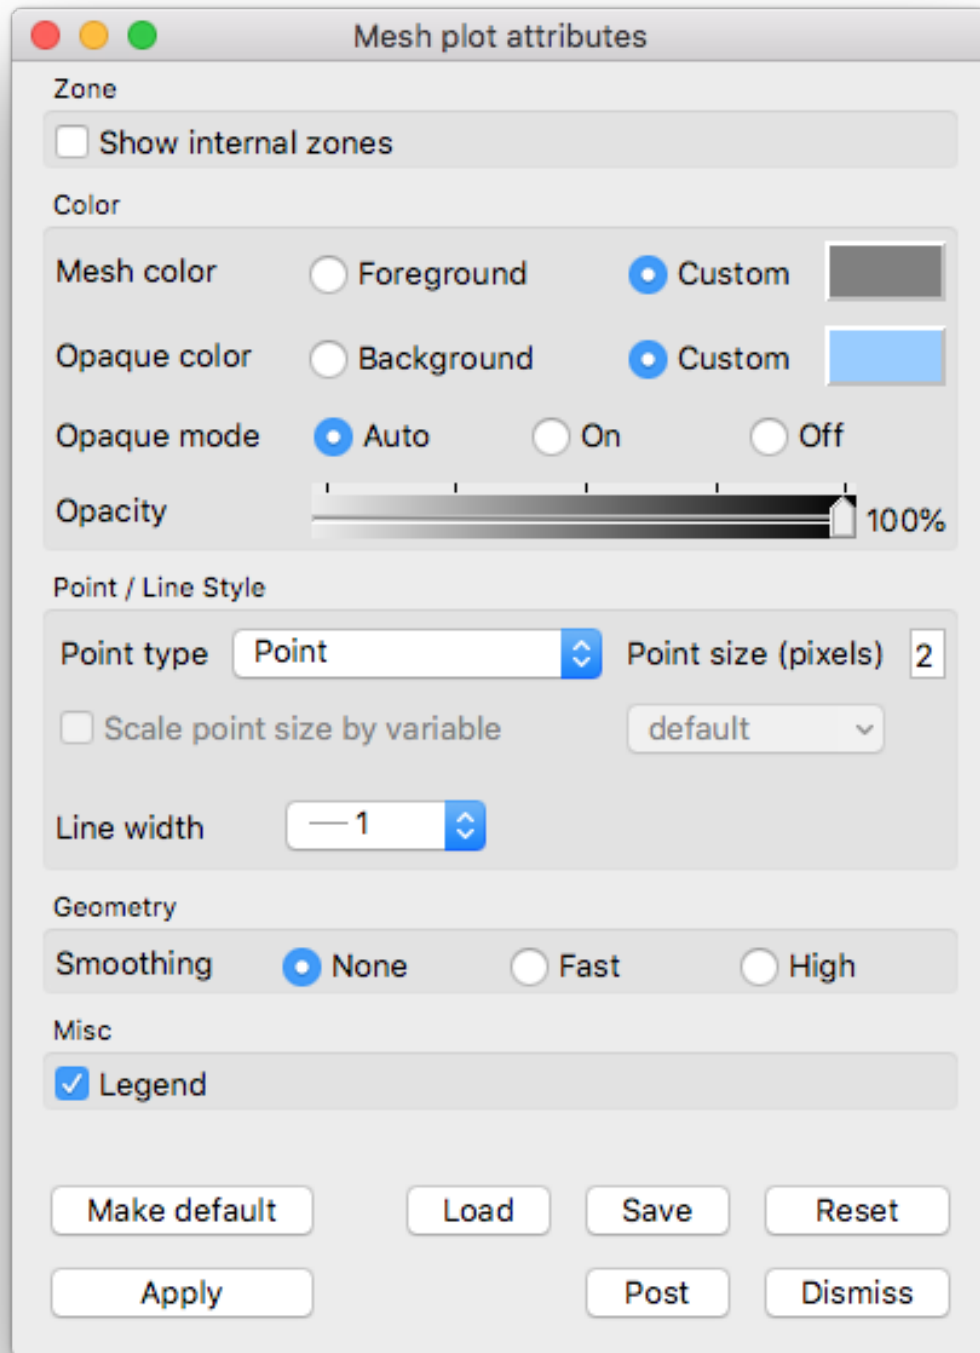 Mesh plot attributes
Zone
Show internal zones
Color
Mesh color Foreground Custom
Opaque color Background Custom
Opaque mode Auto On Off
Opacity 100%
Point / Line Style
Point type Point Point size (pixels) 2
Scale point size by variable default
Line width 1
Geometry
Smoothing None Fast High
Misc
Legend
Make default Load Save Reset
Apply Post Dismiss